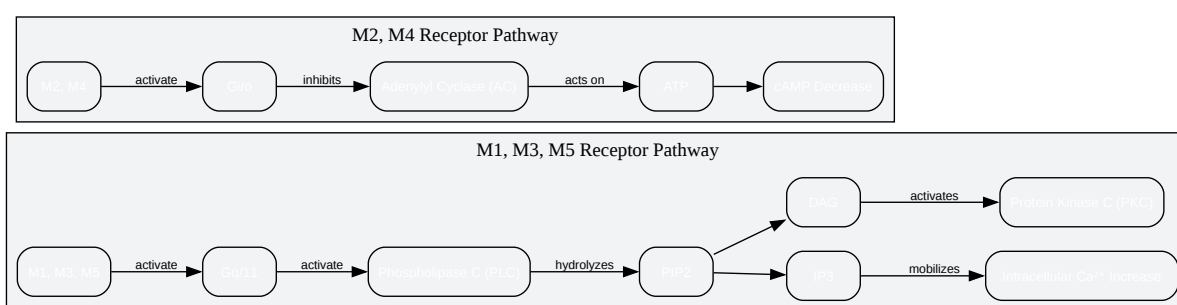 M2, M4 Receptor Pathway
M2, M4
activate
Gi/o
inhibits
Adenylyl Cyclase (AC)
acts on
ATP
cAMP Decrease
M1, M3, M5 Receptor Pathway
DAG
activates
Protein Kinase C (PKC)
M1, M3, M5
activate
Gq/11
activate
Phospholipase C (PLC)
hydrolyzes
PIP2
IP3
mobilizes
Intracellular Ca²⁺ Increase